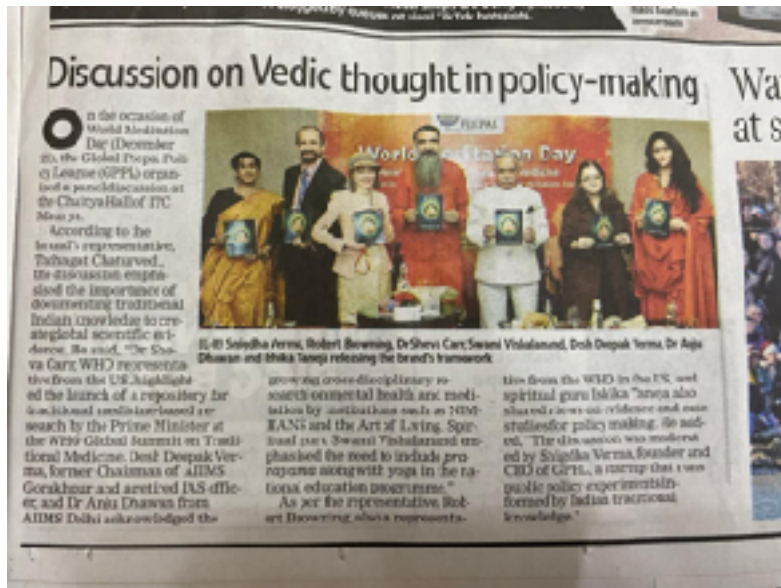 Discussion on Vedic thought in policy-making
Wa
at s
World Meditation Day
On the occasion of
World Meditation
Day (December
the Global
League (GPPL) organ-
ised a panel discussion at
the Chaitya Hall of ITC
According to the
brand's representative,
Tathagat Chaturvedi,
the discussion empha-
sised the importance of
documenting traditional
Indian knowledge to cre-
ate global scientific evi-
dence. He said, "Dr She-
va Carr, WHO representa-
tive from the US, highlight-
ed the launch of a repository for
traditional medicine-based re-
search by the Prime Minister at
the WHO Global Summit on Tradi-
tional Medicine. Desh Deepak Ver-
ma, former Chairman of AIIMS
Gorakhpur and a retired IAS offic-
er, and Dr Anju Dhawan from
AIIMS Delhi acknowledged the
(L-R) Verma, Robert Browning, Dr Sheva Carr, Swami Deepak Verma, Dr Anju
Dhawan and Ishika Taneja releasing the brand's framework
growing cross-disciplinary re-
search on mental health and medi-
tation by institutions such as NIM-
HANS and the Art of Living. Spir-
itual guru Swami em-
phasised the need to include pra-
nayama along with yoga in the na-
tional education programme."
As per the representative, Rob-
ert Browning, also a representa-
tive from the WHO in the US, and
spiritual guru Ishika Taneja also
shared views on evidence and case
studies for policy making. He add-
ed, "The discussion was moderat-
ed by Verma, founder and
CEO of GPPL, a startup that runs
public policy experiments in-
formed by Indian traditional
knowledge."